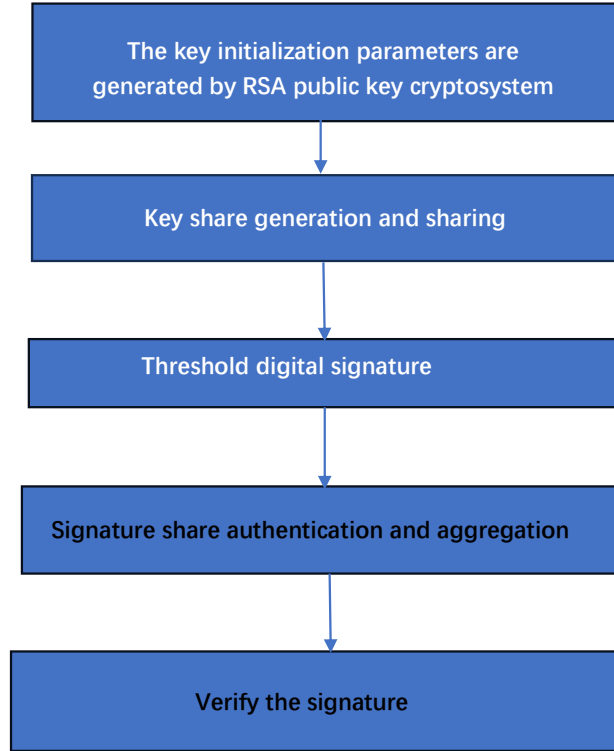 The key initialization parameters are
generated by RSA public key cryptosystem
Key share generation and sharing
Threshold digital signature
Signature share authentication and aggregation
Verify the signature